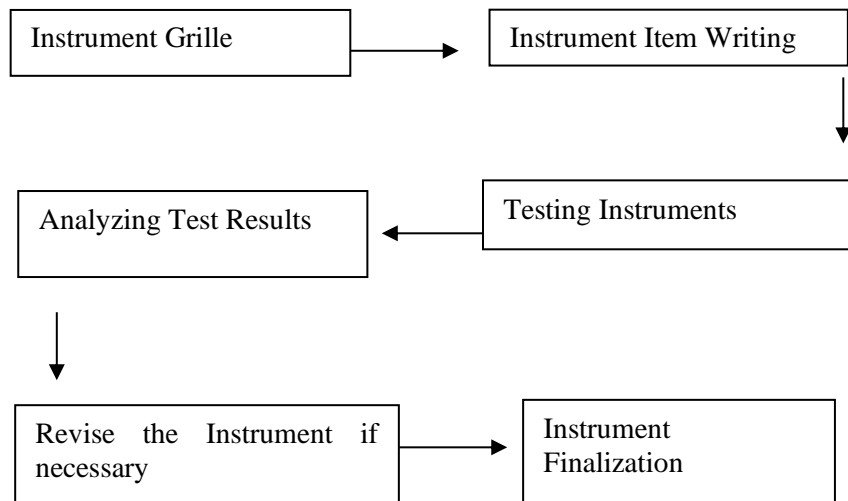 Instrument Grille
Instrument Item Writing
Testing Instruments
Analyzing Test Results
Revise the Instrument if
necessary
Instrument
Finalization